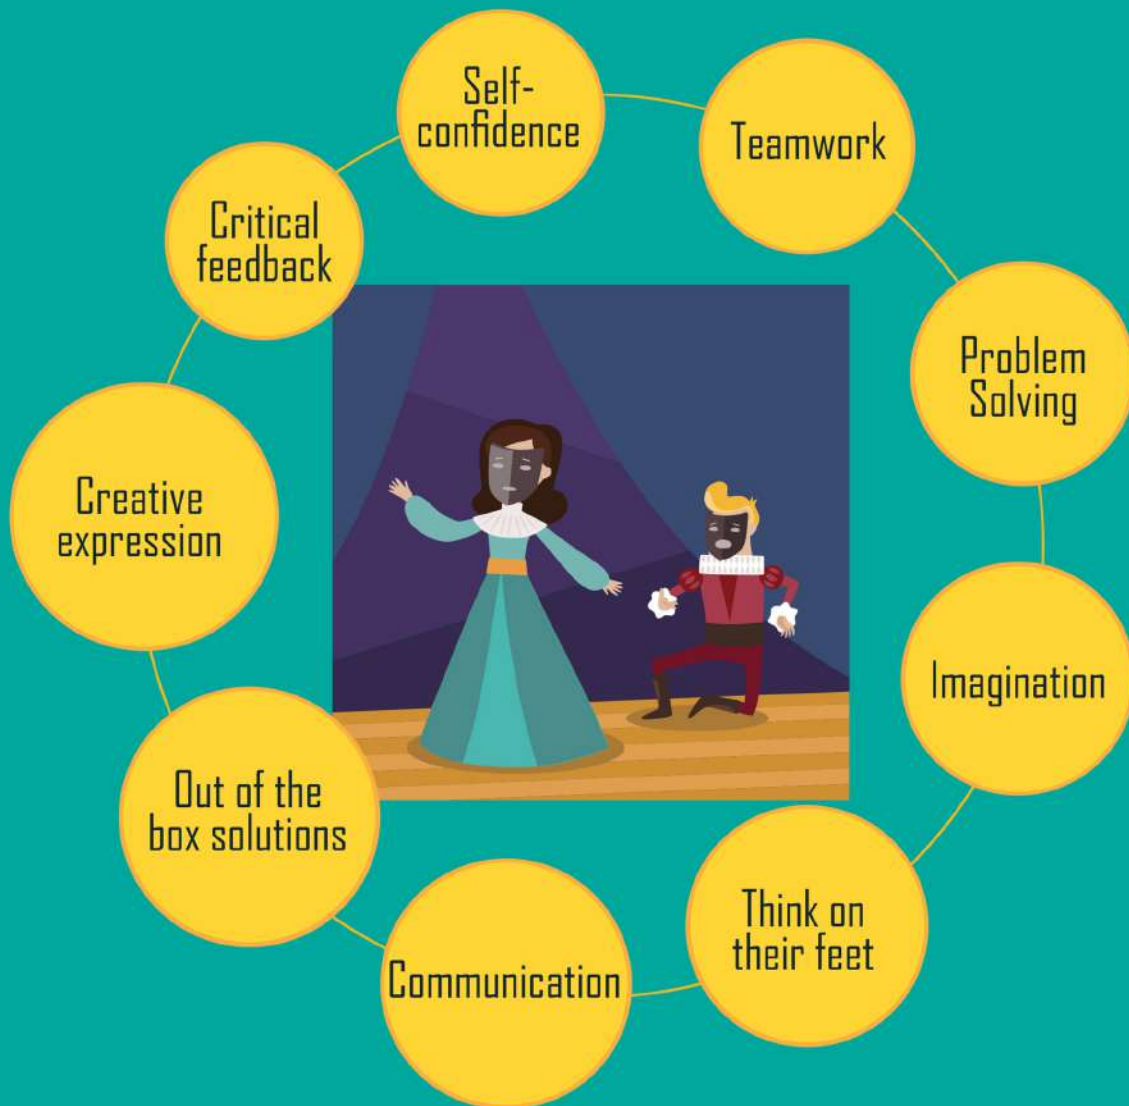 Self-
confidence
Teamwork
Problem
Solving
Imagination
Think on
their feet
Communication
Out of the
box solutions
Creative
expression
Critical
feedback